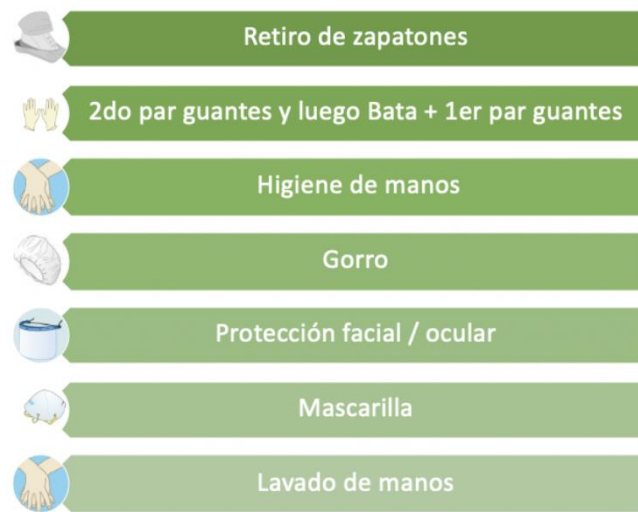 Retiro de zapatones
2do par guantes y luego Bata + 1er par guantes
Higiene de manos
Gorro
Protección facial / ocular
Mascarilla
Lavado de manos